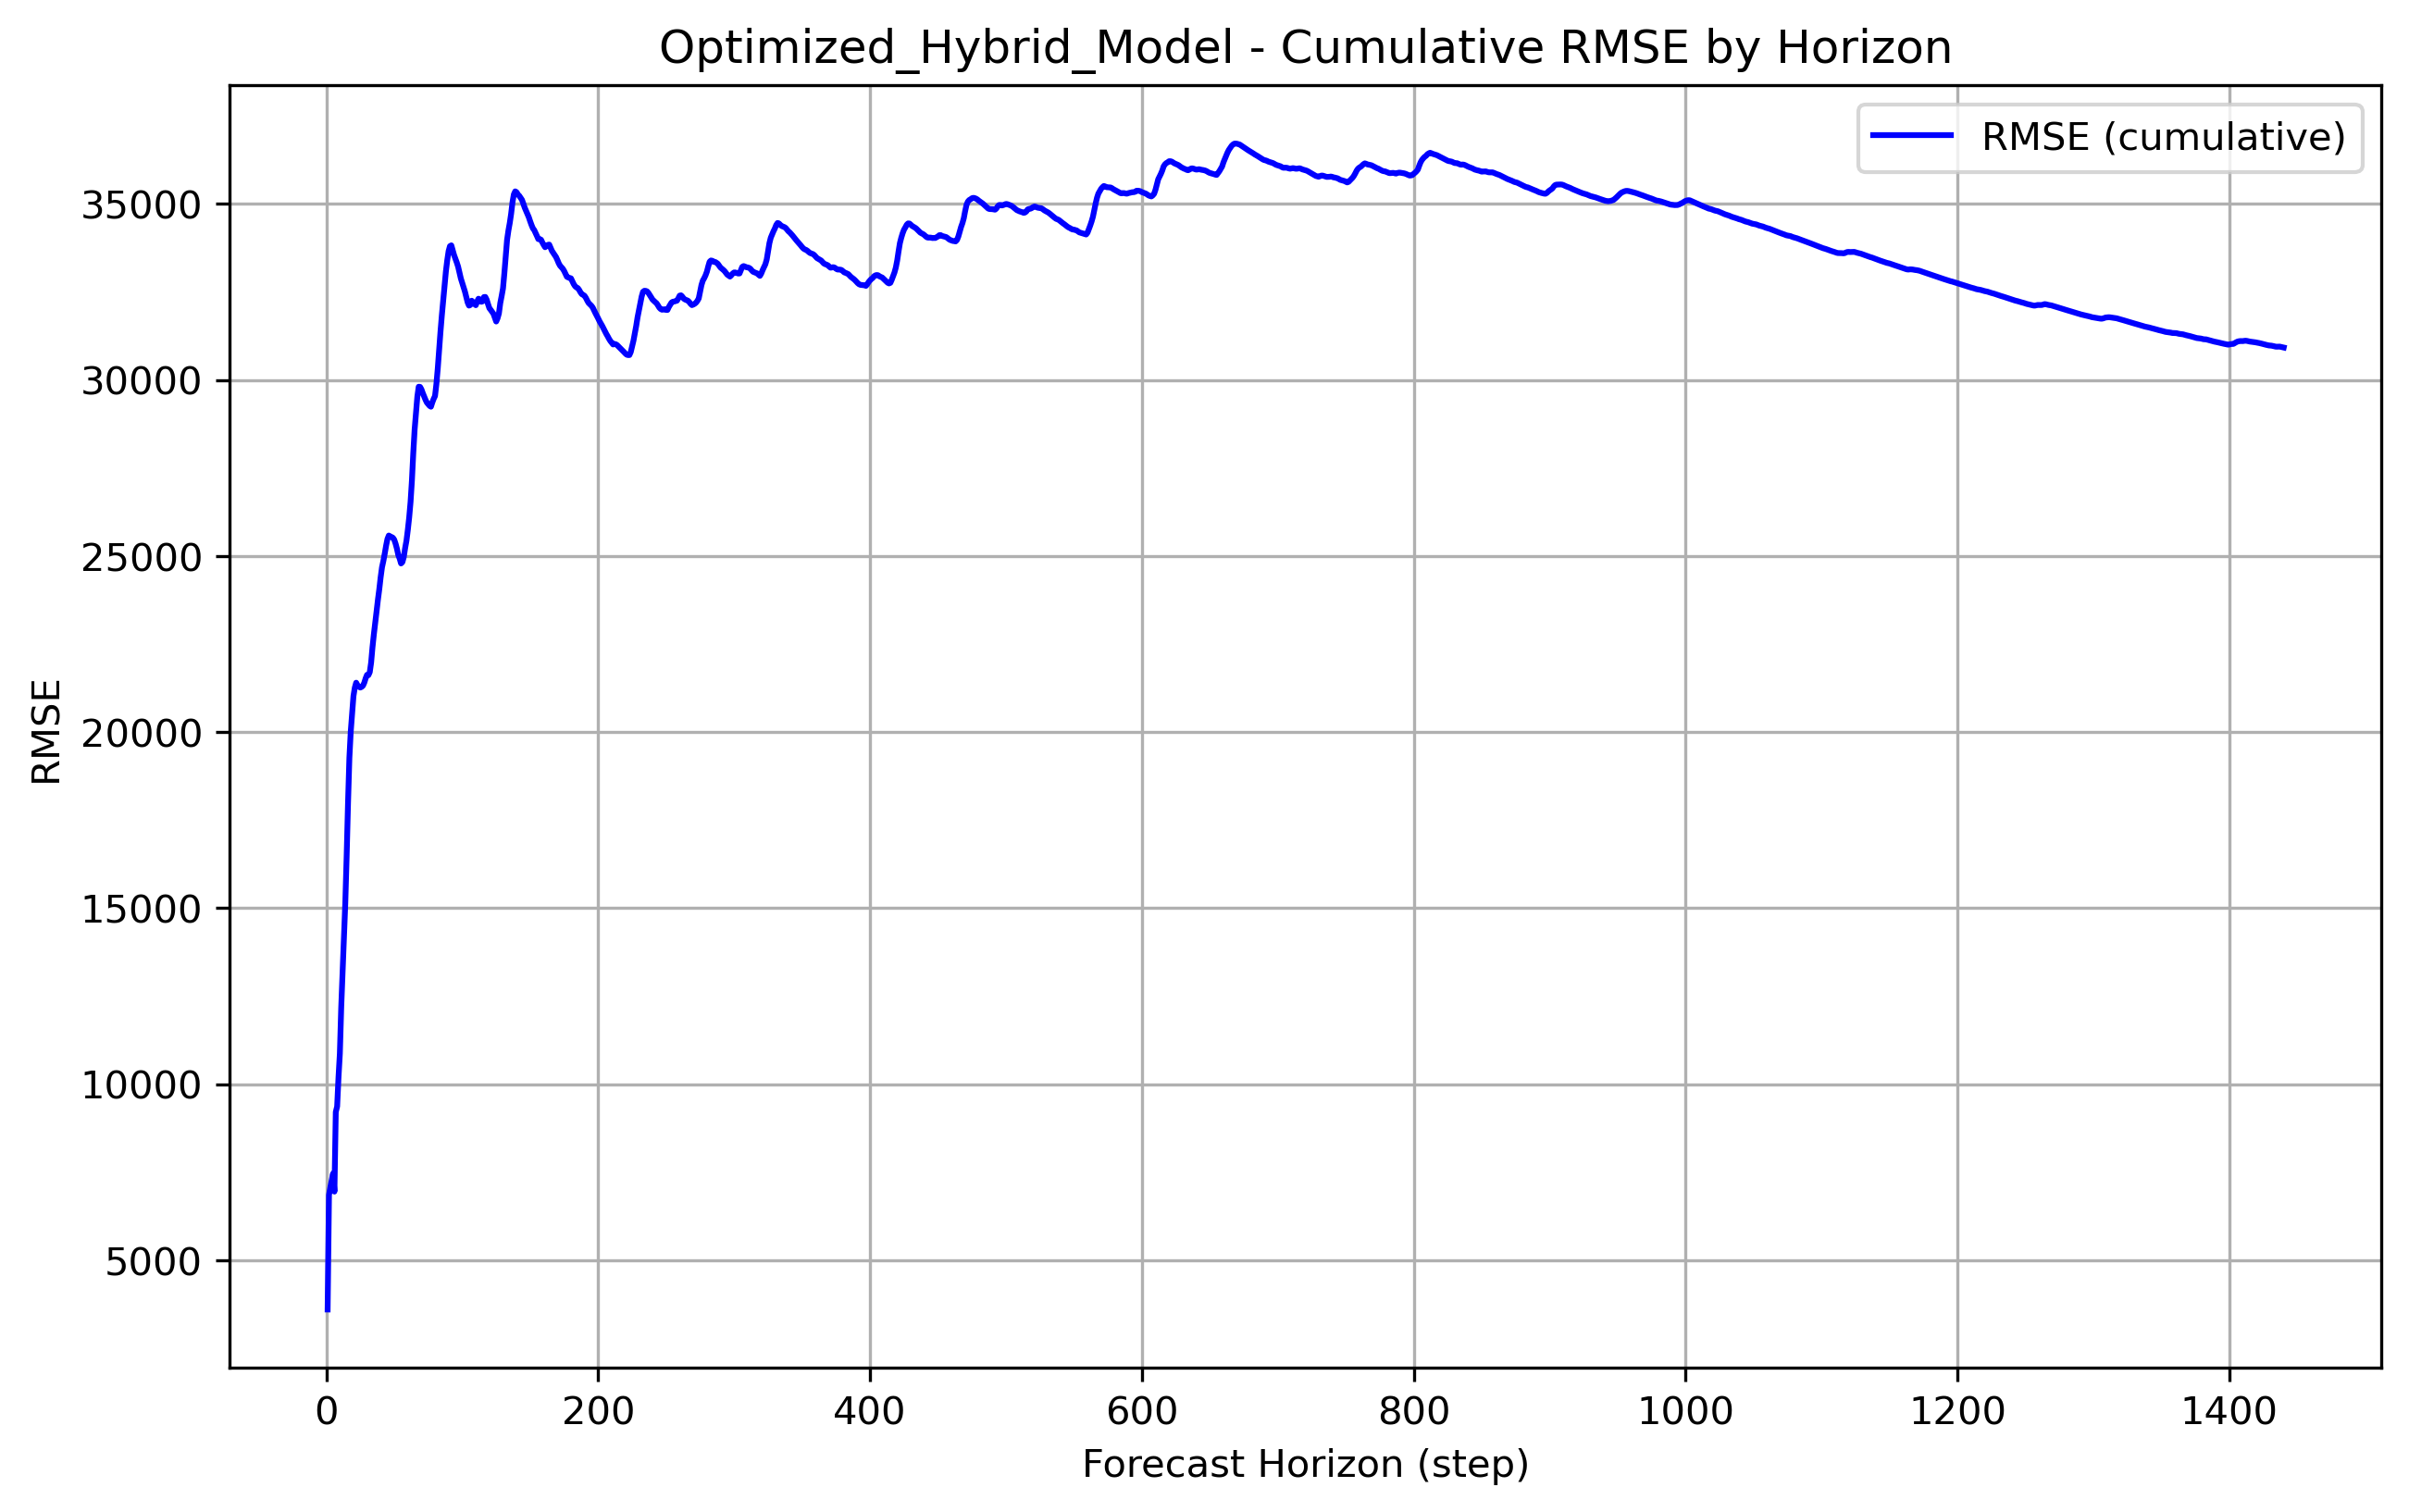 Optimized_Hybrid_Model - Cumulative RMSE by Horizon
RMSE (cumulative)
35000
30000
25000
20000
15000
10000
5000
RMSE
0 200 400 600 800 1000 1200 1400
Forecast Horizon (step)